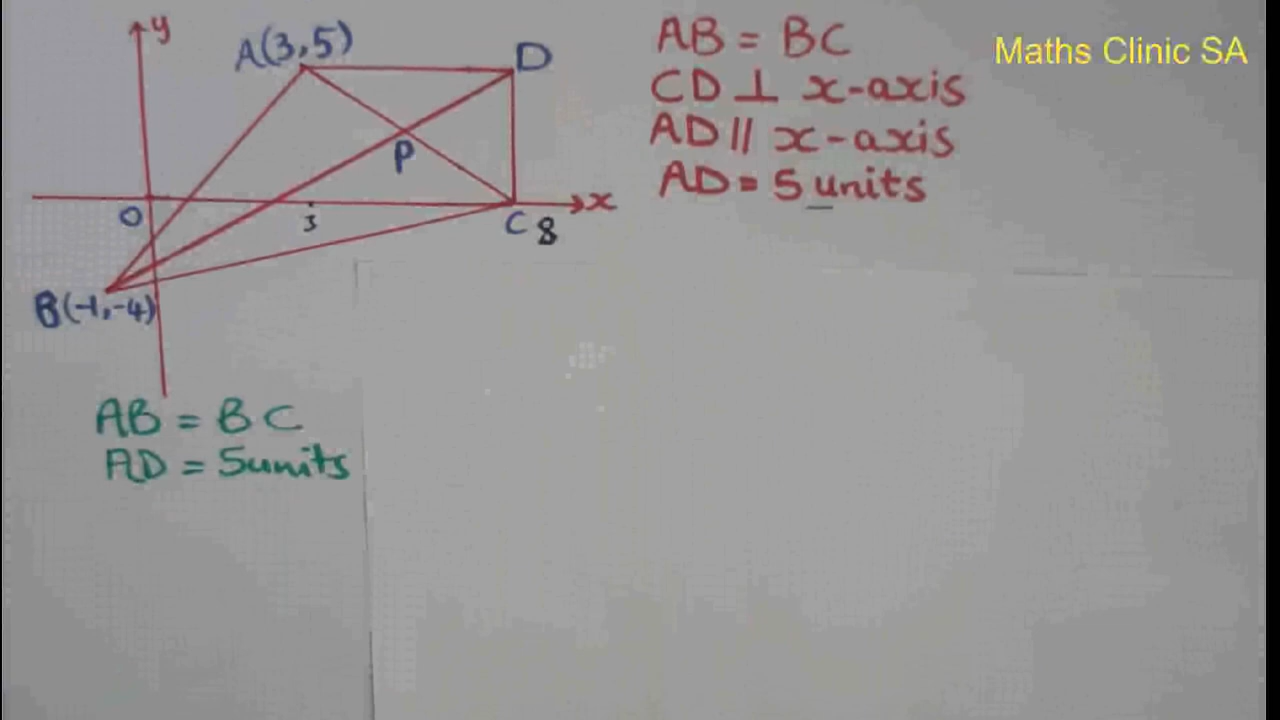 y
A(3,5)
D
P
O
3
C 8
x
B(-1,-4)
AB = BC
CD ⊥ x-axis
AD // x-axis
AD = 5 units
Maths Clinic SA
AB = BC
AD = 5units